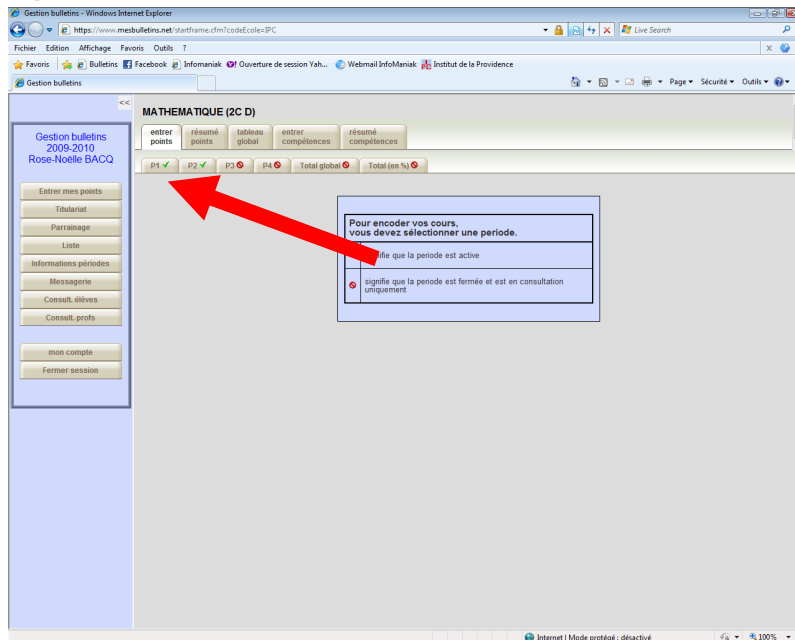 Gestion bulletins - Windows Internet Explorer
https://www.mesbulletins.net/startframe.cfm?codeEcole=IPC
Live Search
Fichier Edition Affichage Favoris Outils ?
Favoris Bulletins Facebook Infomaniak Ouverture de session Yah... Webmail InfoManiak Institut de la Providence
Gestion bulletins
Page Sécurité Outils
<<
MATHEMATIQUE (2C D)
entrer points
résumé points
tableau global
entrer compétences
résumé compétences
P1 P2 P3 P4 Total global Total (en %)
Gestion bulletins
2009-2010
Rose-Noëlle BACQ
Entrer mes points
Titulariat
Parrainage
Liste
Informations périodes
Messagerie
Consult. élèves
Consult. profs
mon compte
Fermer session
Pour encoder vos cours,
vous devez sélectionner une periode.
ifie que la periode est active
signifie que la periode est fermée et est en consultation
uniquement
Internet | Mode protégé : désactivé
100%